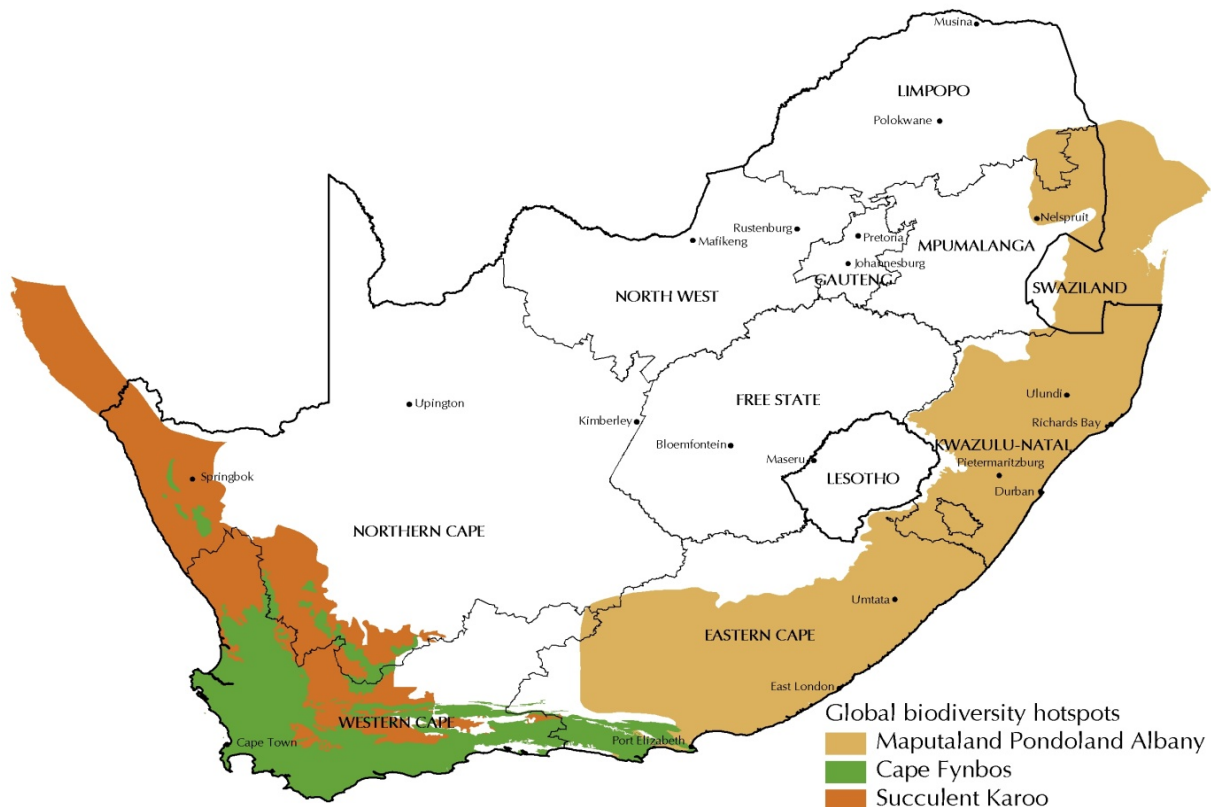 Musina
LIMPOPO
Polokwane
Nelspruit
Rustenburg
Pretoria
Mafikeng
MPUMALANGA
Johannesburg
GAUTENG
NORTH WEST
SWAZILAND
Ulundi
FREE STATE
Upington
Kimberley
Richards Bay
Bloemfontein
KWAZULU-NATAL
Maseru
Pietermaritzburg
LESOTHO
Springbok
Durban
NORTHERN CAPE
Umtata
EASTERN CAPE
East London
WESTERN CAPE
Port Elizabeth
Cape Town
Global biodiversity hotspots
Maputaland Pondoland Albany
Cape Fynbos
Succulent Karoo